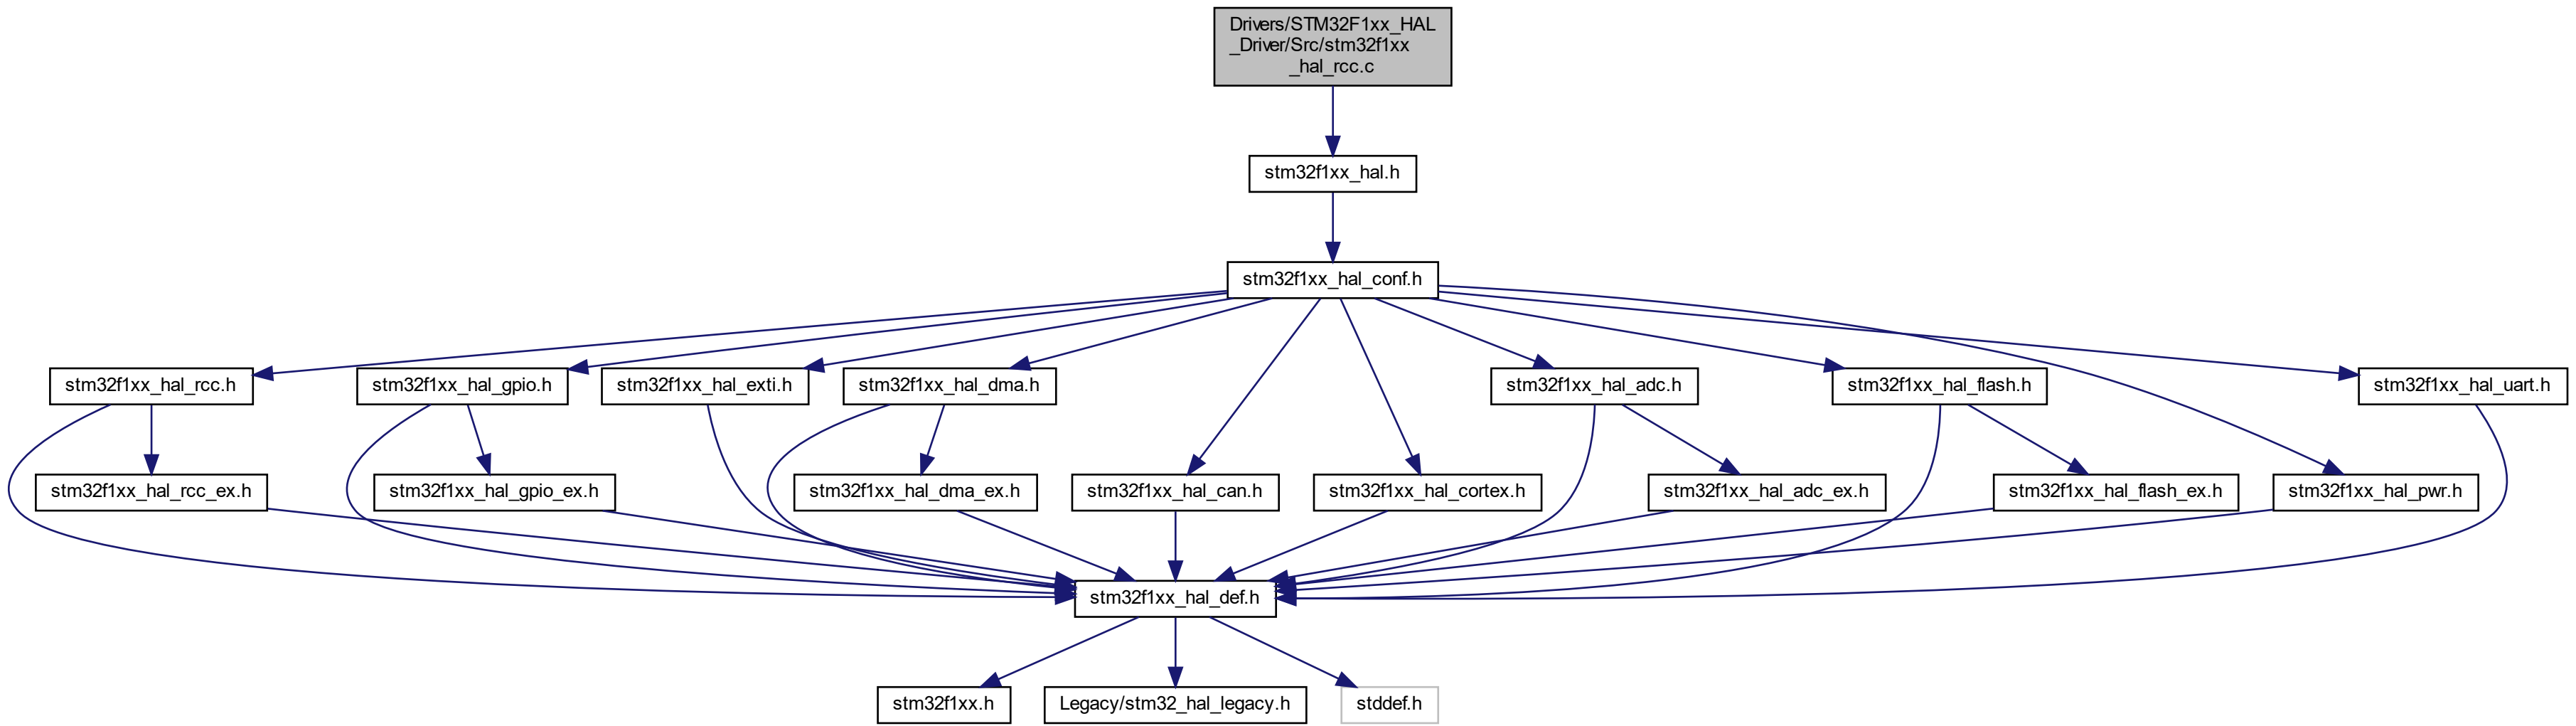 Drivers/STM32F1xx_HAL
_Driver/Src/stm32f1xx
_hal_rcc.c
stm32f1xx_hal.h
stm32f1xx_hal_conf.h
stm32f1xx_hal_rcc.h
stm32f1xx_hal_gpio.h
stm32f1xx_hal_exti.h
stm32f1xx_hal_dma.h
stm32f1xx_hal_adc.h
stm32f1xx_hal_flash.h
stm32f1xx_hal_uart.h
stm32f1xx_hal_rcc_ex.h
stm32f1xx_hal_gpio_ex.h
stm32f1xx_hal_dma_ex.h
stm32f1xx_hal_can.h
stm32f1xx_hal_cortex.h
stm32f1xx_hal_adc_ex.h
stm32f1xx_hal_flash_ex.h
stm32f1xx_hal_pwr.h
stm32f1xx_hal_def.h
stm32f1xx.h
Legacy/stm32_hal_legacy.h
stddef.h